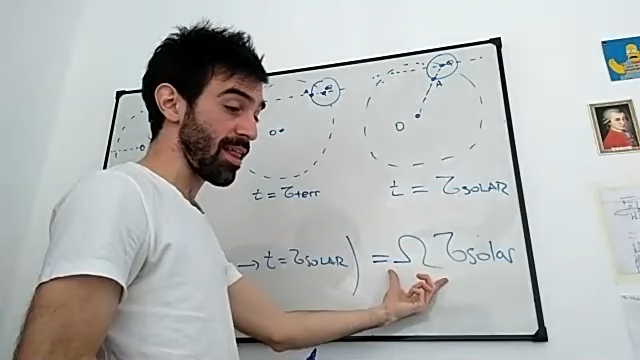 A
O
t = τterr
A
O
t = τSOLAR
→ t = τSOLAR) = Ω τsolar